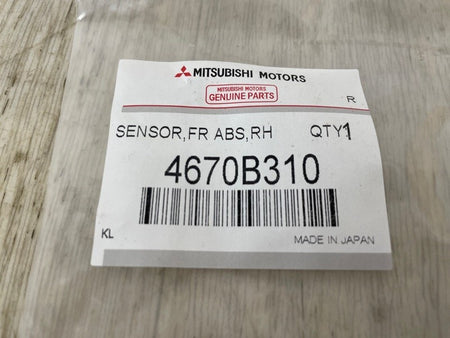 MITSUBISHI MOTORS
MITSUBISHI MOTORS
GENUINE PARTS
R
SENSOR,FR ABS,RH QTY1
4670B310
KL
MADE IN JAPAN